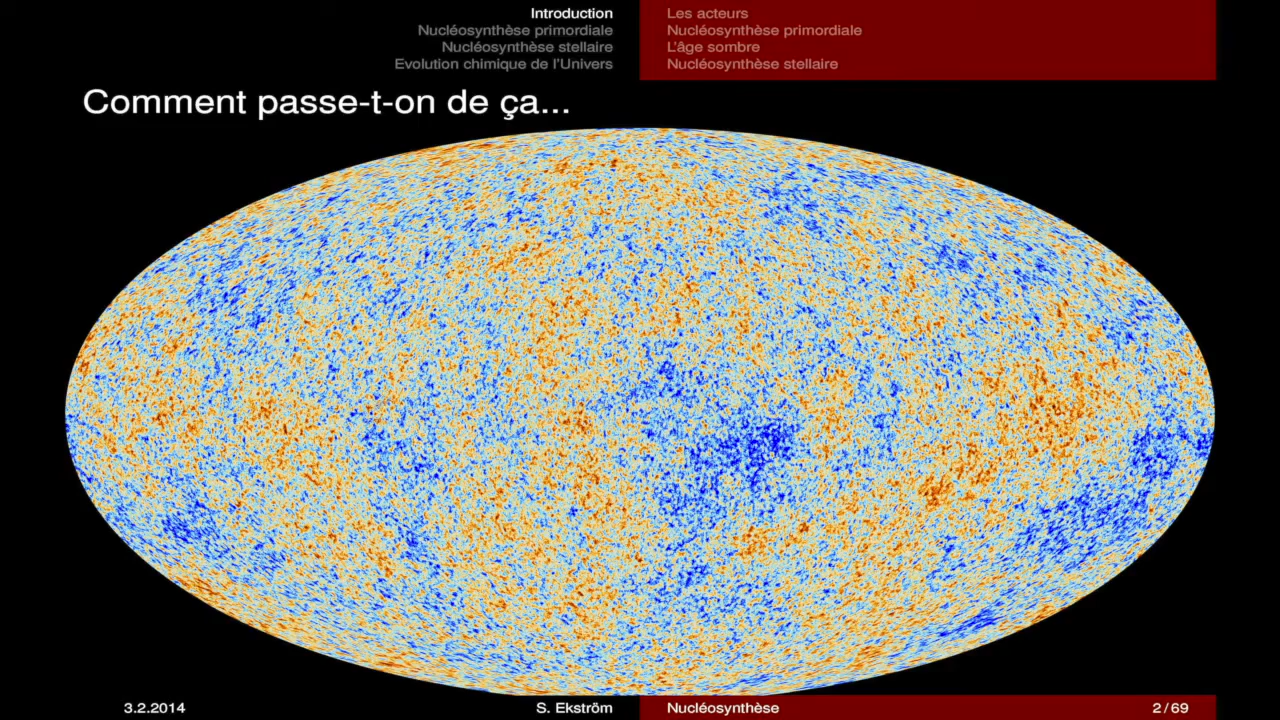 Introduction
Nucléosynthèse primordiale
Nucléosynthèse stellaire
Evolution chimique de l'Univers
Les acteurs
Nucléosynthèse primordiale
L'âge sombre
Nucléosynthèse stellaire
Comment passe-t-on de ça...
3.2.2014
S. Ekström
Nucléosynthèse
2 / 69